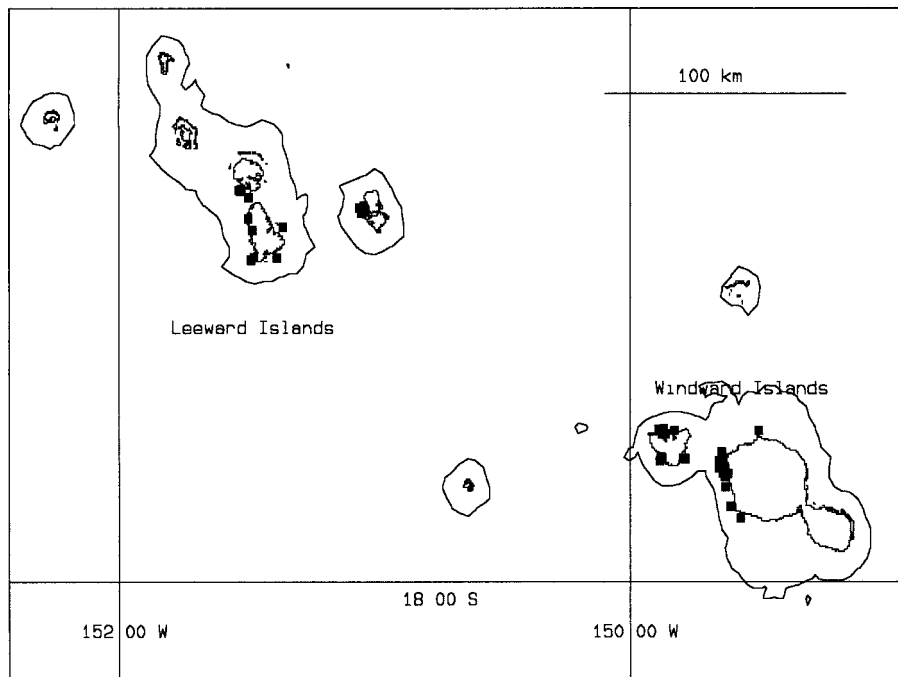 100 km
Leeward Islands
Windward Islands
18 00 S
152 00 W
150 00 W